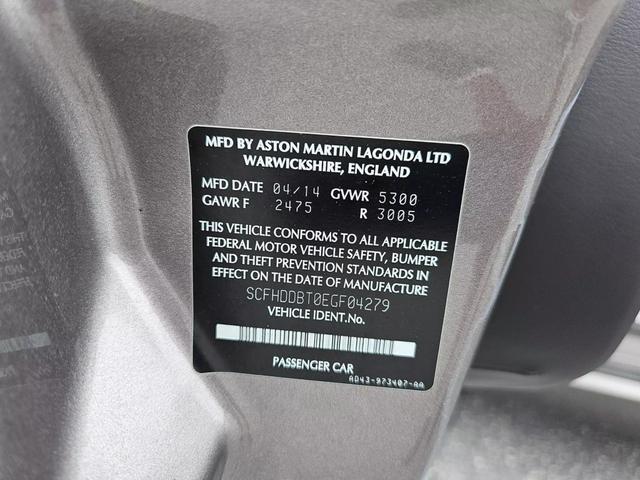 MFD BY ASTON MARTIN LAGONDA LTD
WARWICKSHIRE, ENGLAND
MFD DATE 04/14 GVWR 5300
GAWR F 2475 R 3005
THIS VEHICLE CONFORMS TO ALL APPLICABLE
FEDERAL MOTOR VEHICLE SAFETY, BUMPER
AND THEFT PREVENTION STANDARDS IN
EFFECT ON THE DATE OF MANUFACTURE
SCFHDDBT0EGF04279
VEHICLE IDENT.No.
PASSENGER CAR
AD43-973407-AA